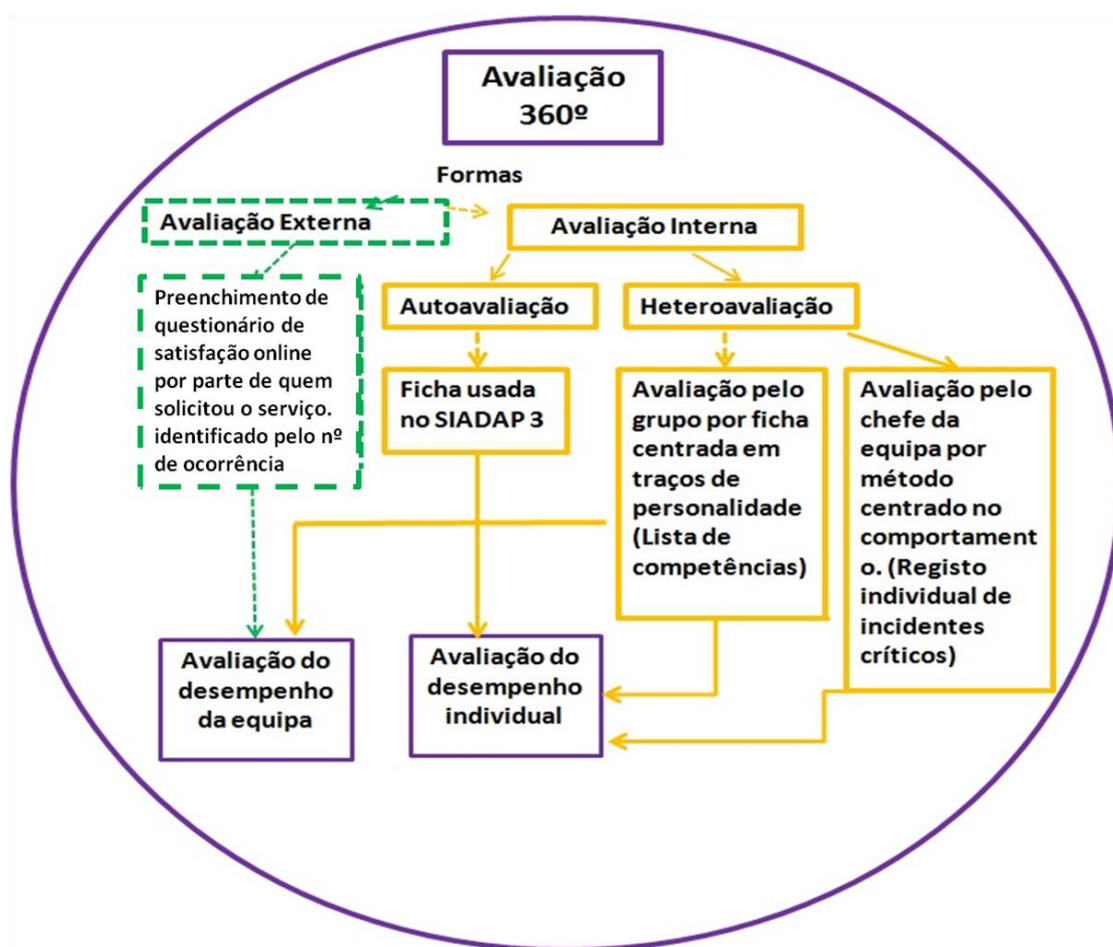 Avaliação
360º
Formas
Avaliação Externa
Avaliação Interna
Preenchimento de
questionário de
satisfação online
por parte de quem
solicitou o serviço.
identificado pelo nº
de ocorrência
Autoavaliação
Heteroavaliação
Ficha usada
no SIADAP 3
Avaliação pelo
grupo por ficha
centrada em
traços de
personalidade
(Lista de
competências)
Avaliação pelo
chefe da
equipa por
método
centrado no
comportament
o. (Registo
individual de
incidentes
críticos)
Avaliação do
desempenho
da equipa
Avaliação do
desempenho
individual